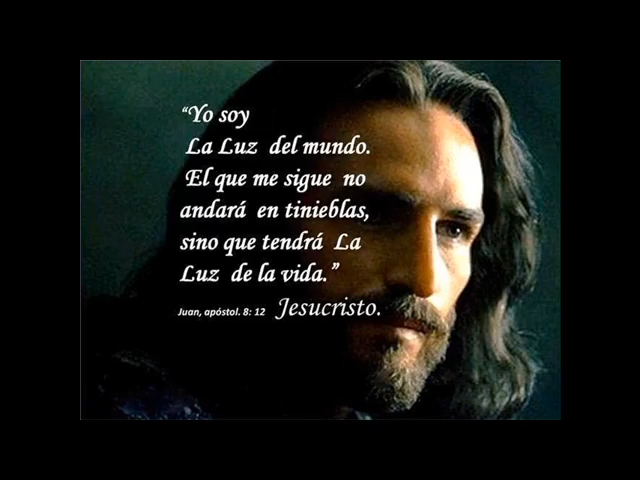 “Yo soy
La Luz del mundo.
El que me sigue no
andará en tinieblas,
sino que tendrá La
Luz de la vida.”
Juan, apóstol. 8: 12 Jesucristo.